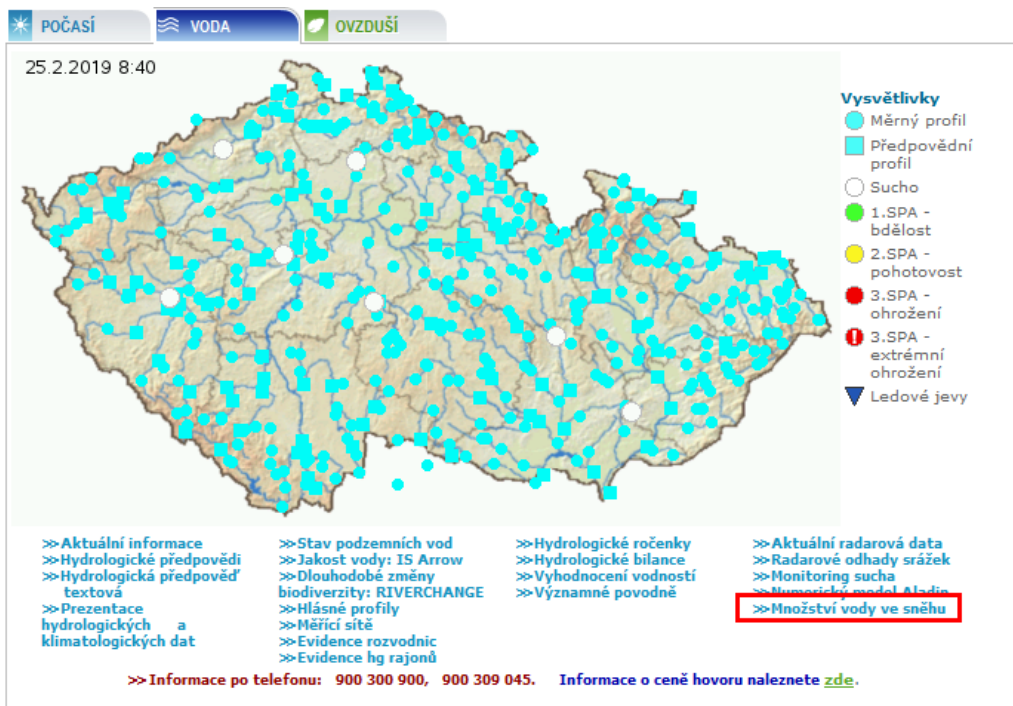 POČASÍ
VODA
OVZDUŠÍ
25.2.2019 8:40
Vysvětlivky
Měrný profil
Předpovědní
profil
Sucho
1.SPA -
bdělost
2.SPA -
pohotovost
3.SPA -
ohrožení
3.SPA -
extrémní
ohrožení
Ledové jevy
>>Aktuální informace
>>Hydrologické předpovědi
>>Hydrologická předpověď
textová
>>Prezentace
hydrologických a
klimatologických dat
>>Stav podzemních vod
>>Jakost vody: IS Arrow
>>Dlouhodobé změny
biodiverzity: RIVERCHANGE
>>Hlásné profily
>>Měřící sítě
>>Evidence rozvodnic
>>Evidence hg rajonů
>>Hydrologické ročenky
>>Hydrologické bilance
>>Vyhodnocení vodností
>>Významné povodně
>>Aktuální radarová data
>>Radarové odhady srážek
>>Monitoring sucha
>>Numerický model Aladin
>>Množství vody ve sněhu
>>Informace po telefonu: 900 300 900, 900 309 045. Informace o ceně hovoru naleznete zde.